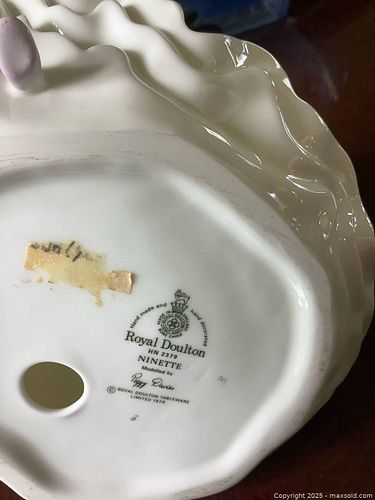 Hand made and hand decorated
Royal Doulton
HN 2379
NINETTE
Modelled by
Peggy Davies
© ROYAL DOULTON TABLEWARE
LIMITED 1970
Copyright 2025 - maxsold.com